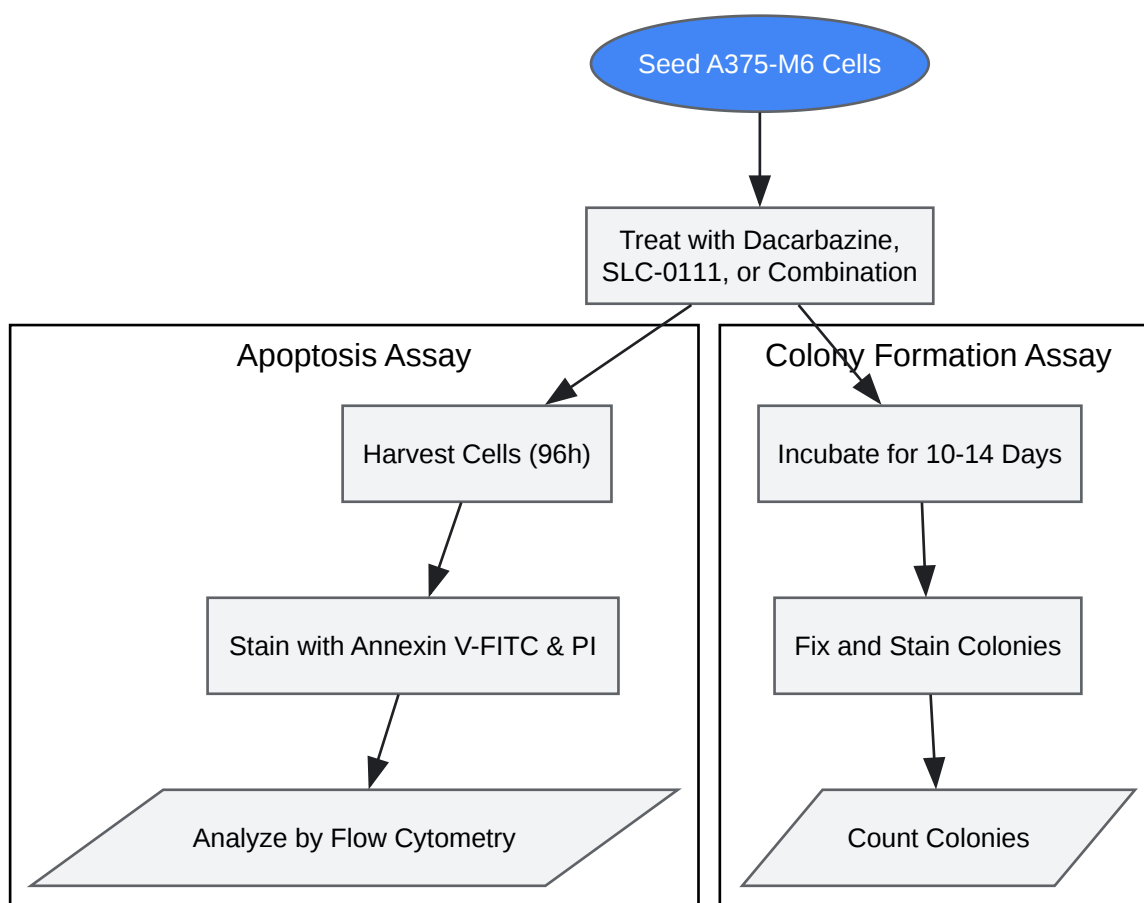 Seed A375-M6 Cells
Treat with Dacarbazine,
SLC-0111, or Combination
Apoptosis Assay
Harvest Cells (96h)
Stain with Annexin V-FITC & PI
Analyze by Flow Cytometry
Colony Formation Assay
Incubate for 10-14 Days
Fix and Stain Colonies
Count Colonies